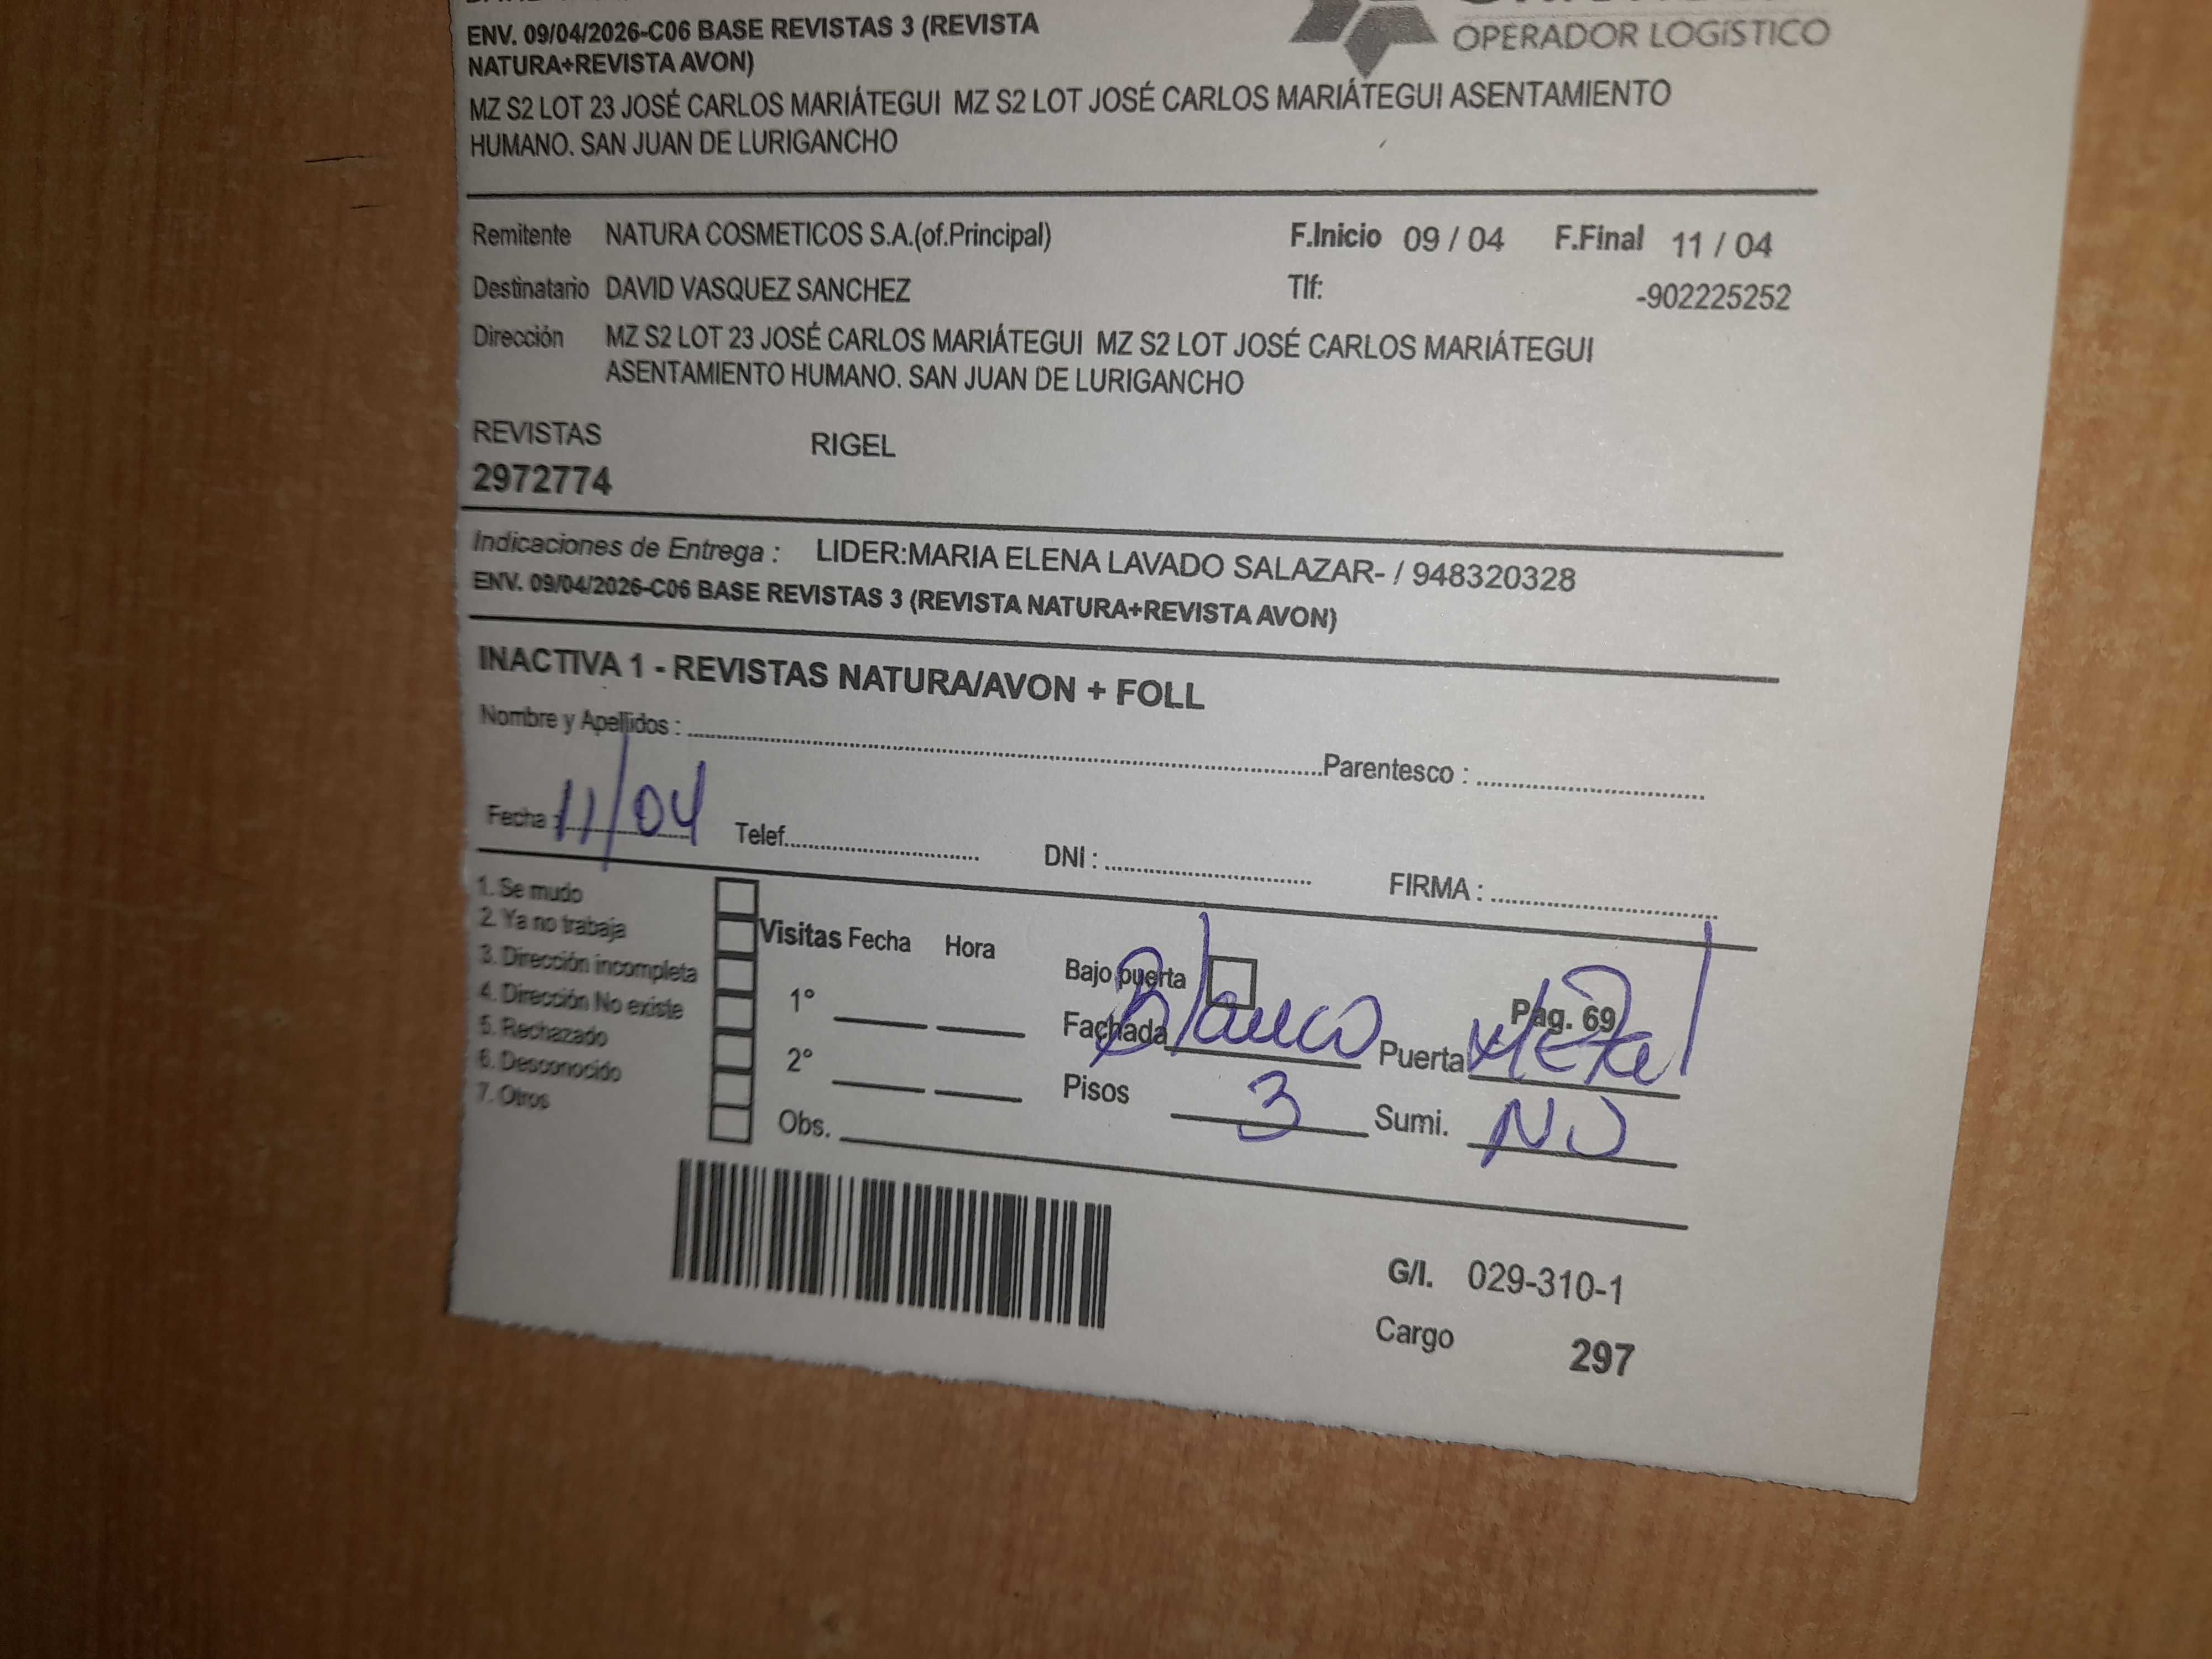 ENV. 09/04/2026-C06 BASE REVISTAS 3 (REVISTA
NATURA+REVISTA AVON)
OPERADOR LOGÍSTICO
MZ S2 LOT 23 JOSÉ CARLOS MARIÁTEGUI MZ S2 LOT JOSÉ CARLOS MARIÁTEGUI ASENTAMIENTO
HUMANO. SAN JUAN DE LURIGANCHO
Remitente NATURA COSMETICOS S.A.(of.Principal) F.Inicio 09 / 04 F.Final 11 / 04
Destinatario DAVID VASQUEZ SANCHEZ Tlf: -902225252
Dirección MZ S2 LOT 23 JOSÉ CARLOS MARIÁTEGUI MZ S2 LOT JOSÉ CARLOS MARIÁTEGUI
ASENTAMIENTO HUMANO. SAN JUAN DE LURIGANCHO
REVISTAS RIGEL
2972774
Indicaciones de Entrega : LIDER:MARIA ELENA LAVADO SALAZAR- / 948320328
ENV. 09/04/2026-C06 BASE REVISTAS 3 (REVISTA NATURA+REVISTA AVON)
INACTIVA 1 - REVISTAS NATURA/AVON + FOLL
Nombre y Apellidos : Parentesco :
Fecha : 11/04 Telef. DNI : FIRMA :
1. Se mudo
2. Ya no trabaja
3. Dirección incompleta
4. Dirección No existe
5. Rechazado
6. Desconocido
7. Otros
Visitas Fecha Hora
1°
2°
Obs.
Bajo puerta Pag. 69
Fachada Blanco Puerta Metal
Pisos 3 Sumi. NO
G/I. 029-310-1
Cargo 297